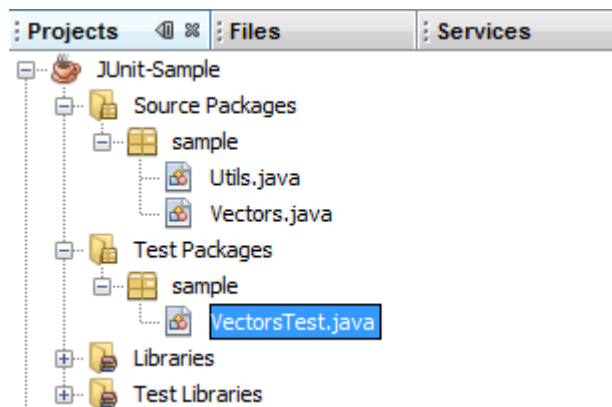 Projects Files Services
JUnit-Sample
Source Packages
sample
Utils.java
Vectors.java
Test Packages
sample
VectorsTest.java
Libraries
Test Libraries